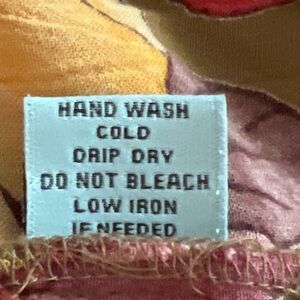 HAND WASH
COLD
DRIP DRY
DO NOT BLEACH
LOW IRON
IF NEEDED